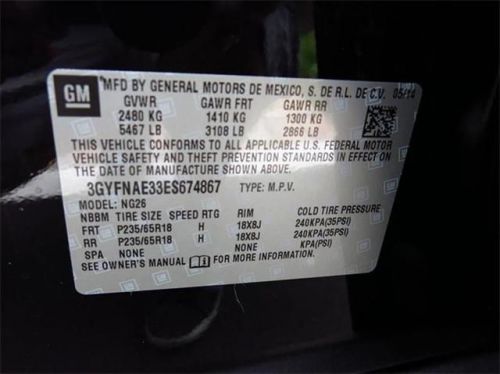 GM
MFD BY GENERAL MOTORS DE MEXICO, S. DE R.L. DE C.V. 05/14
GVWR GAWR FRT GAWR RR
2480 KG 1410 KG 1300 KG
5467 LB 3108 LB 2866 LB
THIS VEHICLE CONFORMS TO ALL APPLICABLE U.S. FEDERAL MOTOR
VEHICLE SAFETY, BUMPER, AND THEFT PREVENTION STANDARDS IN EFFECT ON
THE DATE OF MANUFACTURE SHOWN ABOVE.
3GYFNAE33ES674867 TYPE: M.P.V.
MODEL: NG26
NBBM TIRE SIZE SPEED RTG RIM COLD TIRE PRESSURE
FRT P235/65R18 H 18X8J 240KPA(35PSI)
RR P235/65R18 H 18X8J 240KPA(35PSI)
SPA NONE NONE KPA(PSI)
SEE OWNER'S MANUAL FOR MORE INFORMATION